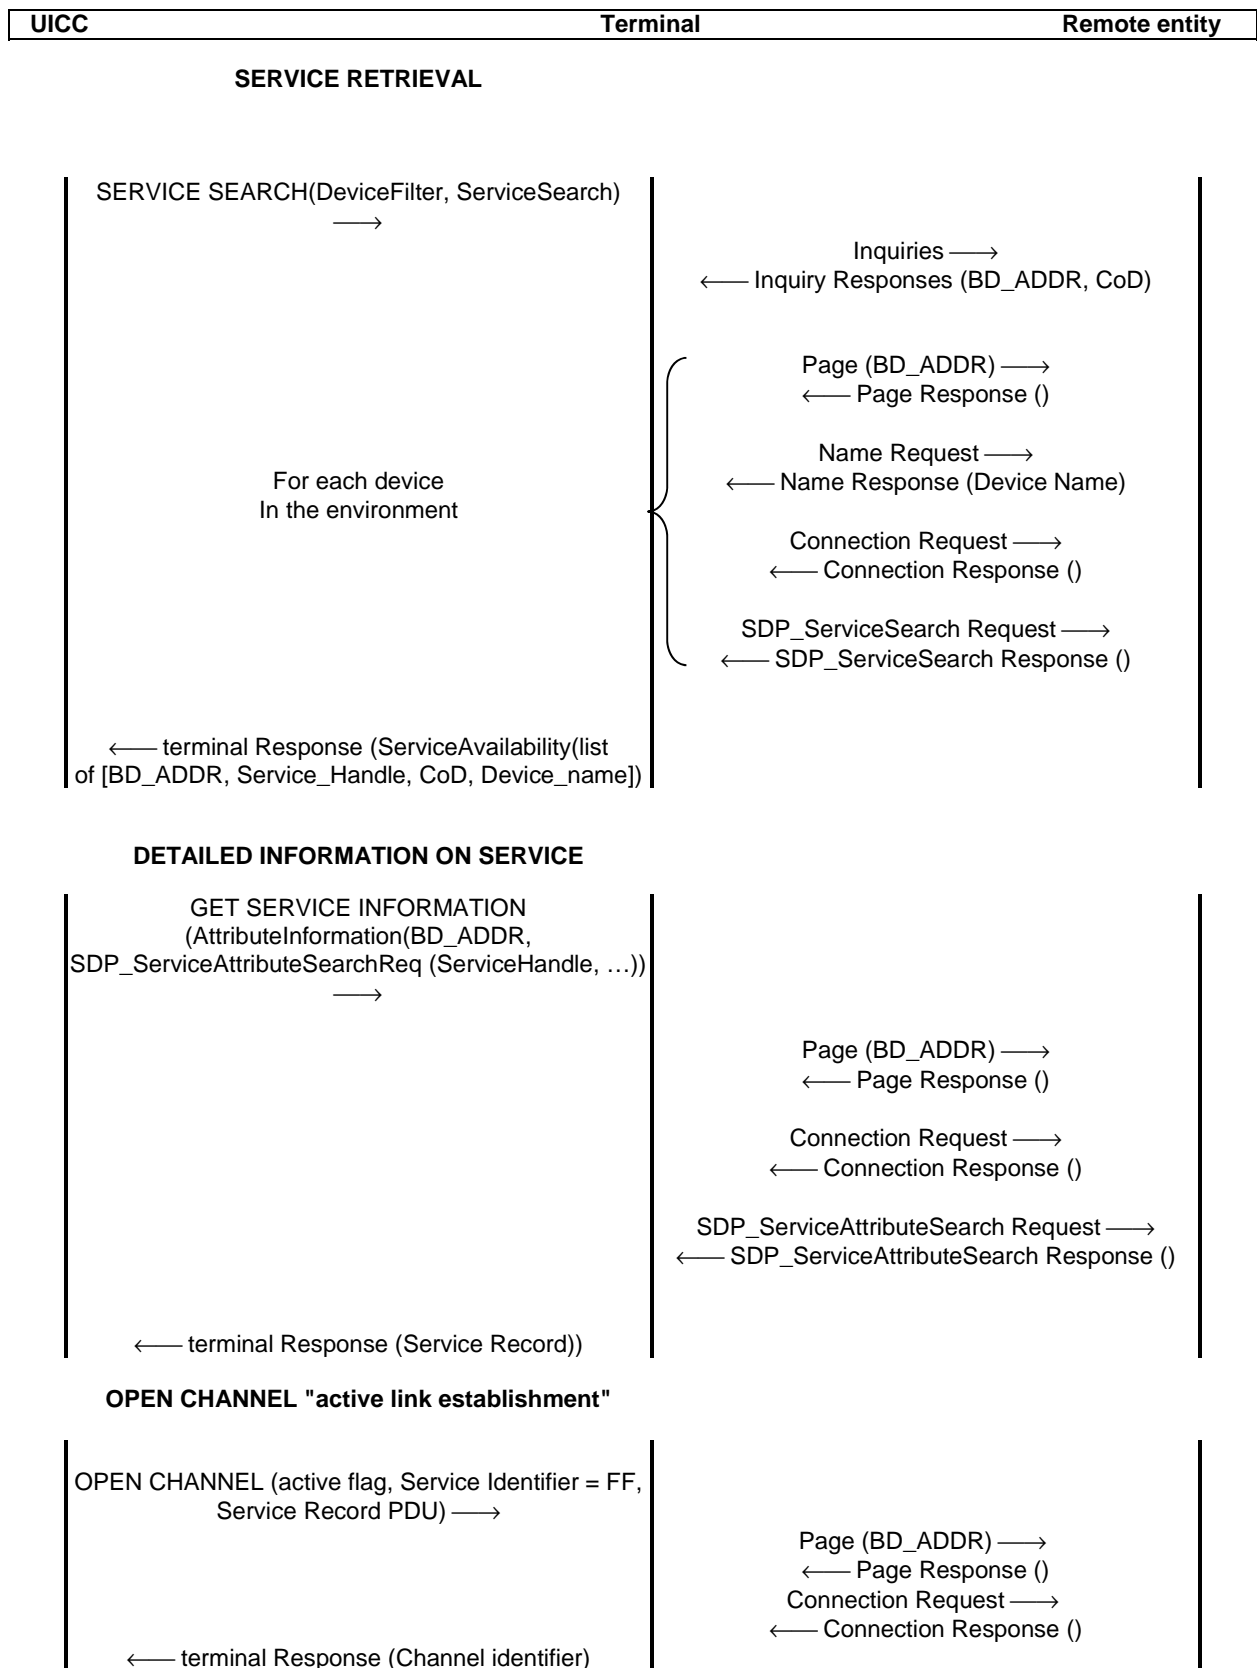 UICC Terminal Remote entity
SERVICE RETRIEVAL
SERVICE SEARCH(DeviceFilter, ServiceSearch)
⟶
Inquiries ⟶
⟵ Inquiry Responses (BD_ADDR, CoD)
Page (BD_ADDR) ⟶
⟵ Page Response ()
Name Request ⟶
⟵ Name Response (Device Name)
For each device
In the environment
Connection Request ⟶
⟵ Connection Response ()
SDP_ServiceSearch Request ⟶
⟵ SDP_ServiceSearch Response ()
⟵ terminal Response (ServiceAvailability(list
of [BD_ADDR, Service_Handle, CoD, Device_name])
DETAILED INFORMATION ON SERVICE
GET SERVICE INFORMATION
(AttributeInformation(BD_ADDR,
SDP_ServiceAttributeSearchReq (ServiceHandle, …))
⟶
Page (BD_ADDR) ⟶
⟵ Page Response ()
Connection Request ⟶
⟵ Connection Response ()
SDP_ServiceAttributeSearch Request ⟶
⟵ SDP_ServiceAttributeSearch Response ()
⟵ terminal Response (Service Record))
OPEN CHANNEL "active link establishment"
OPEN CHANNEL (active flag, Service Identifier = FF,
Service Record PDU) ⟶
Page (BD_ADDR) ⟶
⟵ Page Response ()
Connection Request ⟶
⟵ Connection Response ()
⟵ terminal Response (Channel identifier)